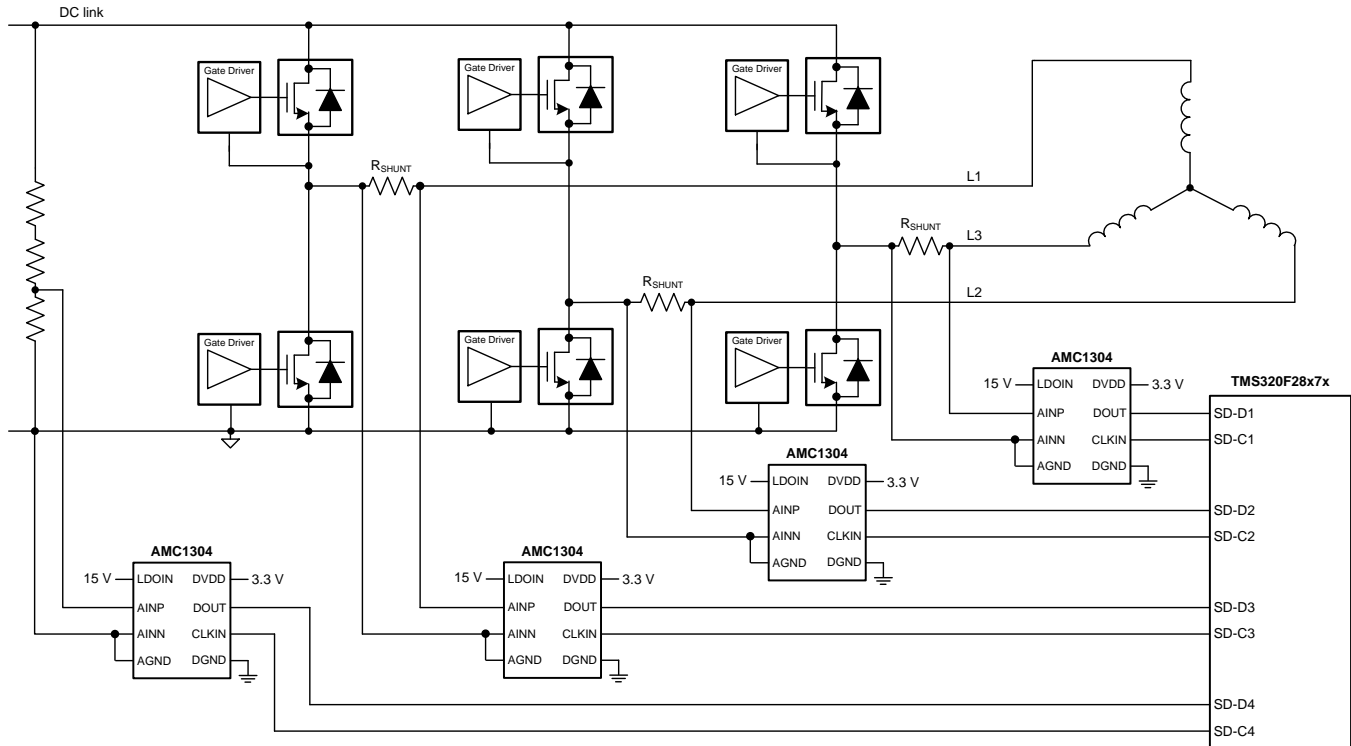 DC link
Gate Driver
Gate Driver
Gate Driver
RSHUNT
L1
RSHUNT
L3
RSHUNT
L2
Gate Driver
Gate Driver
Gate Driver
AMC1304
15 V LDOIN DVDD 3.3 V
AINP DOUT
AINN CLKIN
AGND DGND
TMS320F28x7x
SD-D1
SD-C1
SD-D2
SD-C2
SD-D3
SD-C3
SD-D4
SD-C4
AMC1304
15 V LDOIN DVDD 3.3 V
AINP DOUT
AINN CLKIN
AGND DGND
AMC1304
15 V LDOIN DVDD 3.3 V
AINP DOUT
AINN CLKIN
AGND DGND
AMC1304
15 V LDOIN DVDD 3.3 V
AINP DOUT
AINN CLKIN
AGND DGND